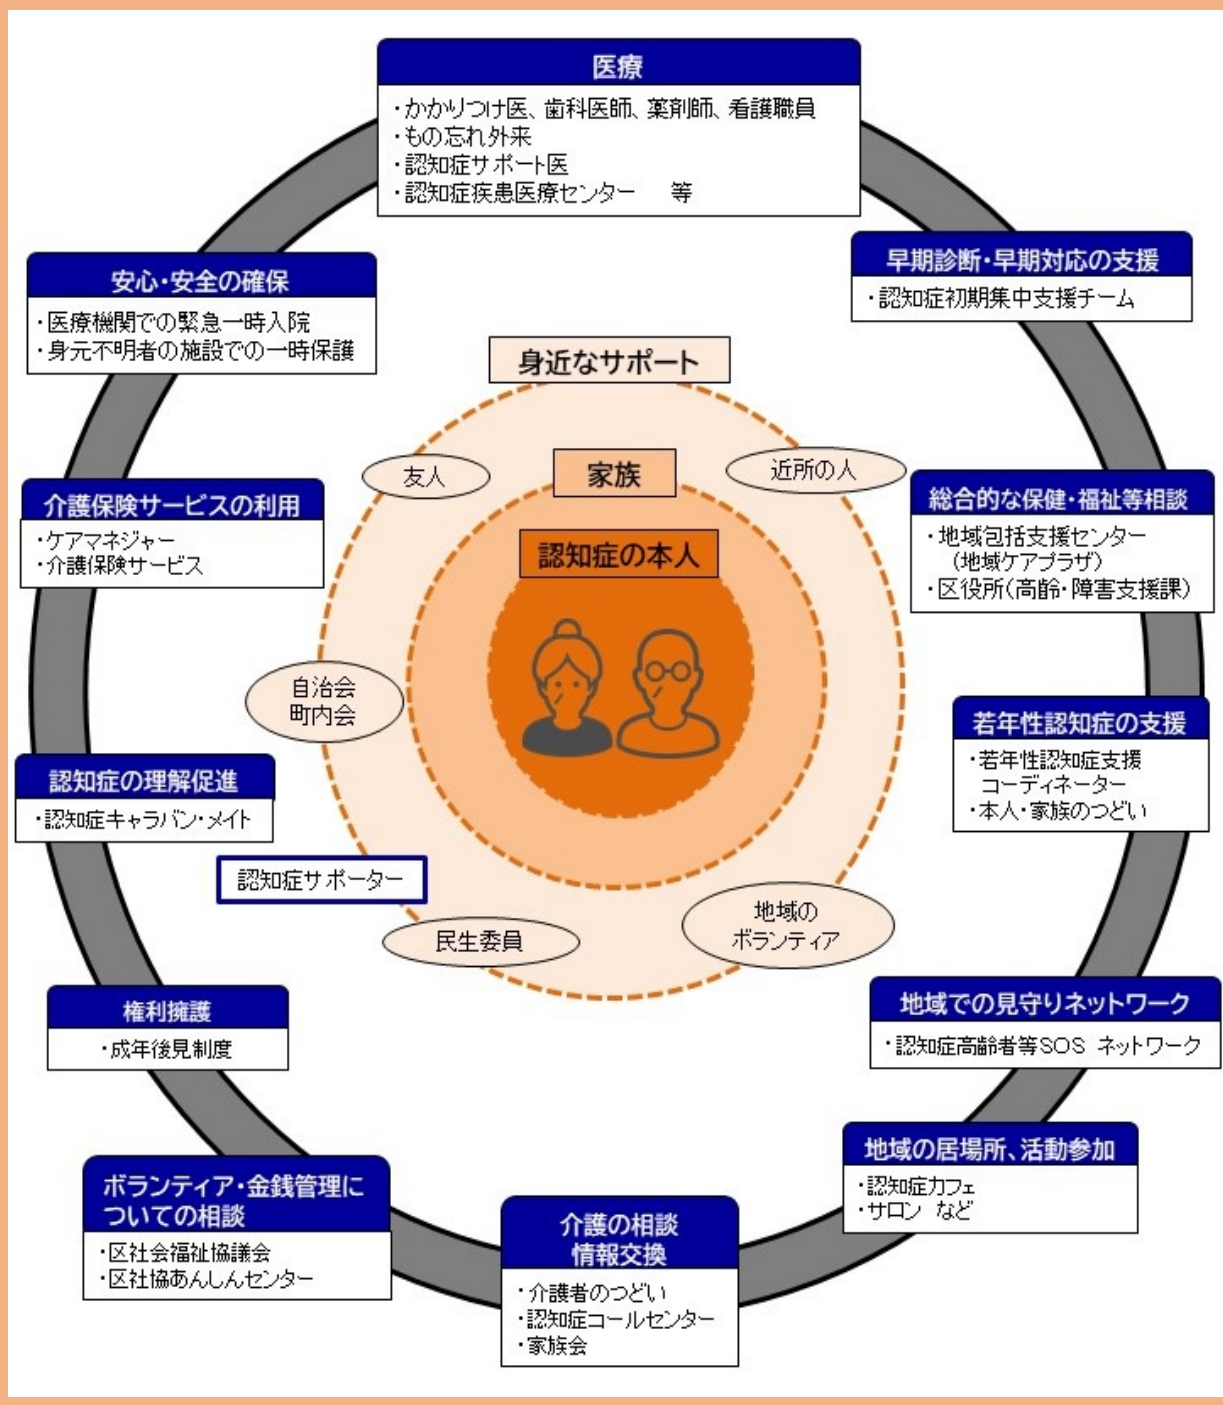 医療
・かかりつけ医、歯科医師、薬剤師、看護職員
・もの忘れ外来
・認知症サポート医
・認知症疾患医療センター　等
早期診断・早期対応の支援
・認知症初期集中支援チーム
安心・安全の確保
・医療機関での緊急一時入院
・身元不明者の施設での一時保護
身近なサポート
友人
近所の人
家族
認知症の本人
総合的な保健・福祉等相談
・地域包括支援センター
（地域ケアプラザ）
・区役所（高齢・障害支援課）
介護保険サービスの利用
・ケアマネジャー
・介護保険サービス
自治会
町内会
若年性認知症の支援
・若年性認知症支援
コーディネーター
・本人・家族のつどい
認知症の理解促進
・認知症キャラバン・メイト
認知症サポーター
民生委員
地域の
ボランティア
地域での見守りネットワーク
・認知症高齢者等SOS ネットワーク
権利擁護
・成年後見制度
地域の居場所、活動参加
・認知症カフェ
・サロン など
ボランティア・金銭管理に
ついての相談
・区社会福祉協議会
・区社協あんしんセンター
介護の相談
情報交換
・介護者のつどい
・認知症コールセンター
・家族会